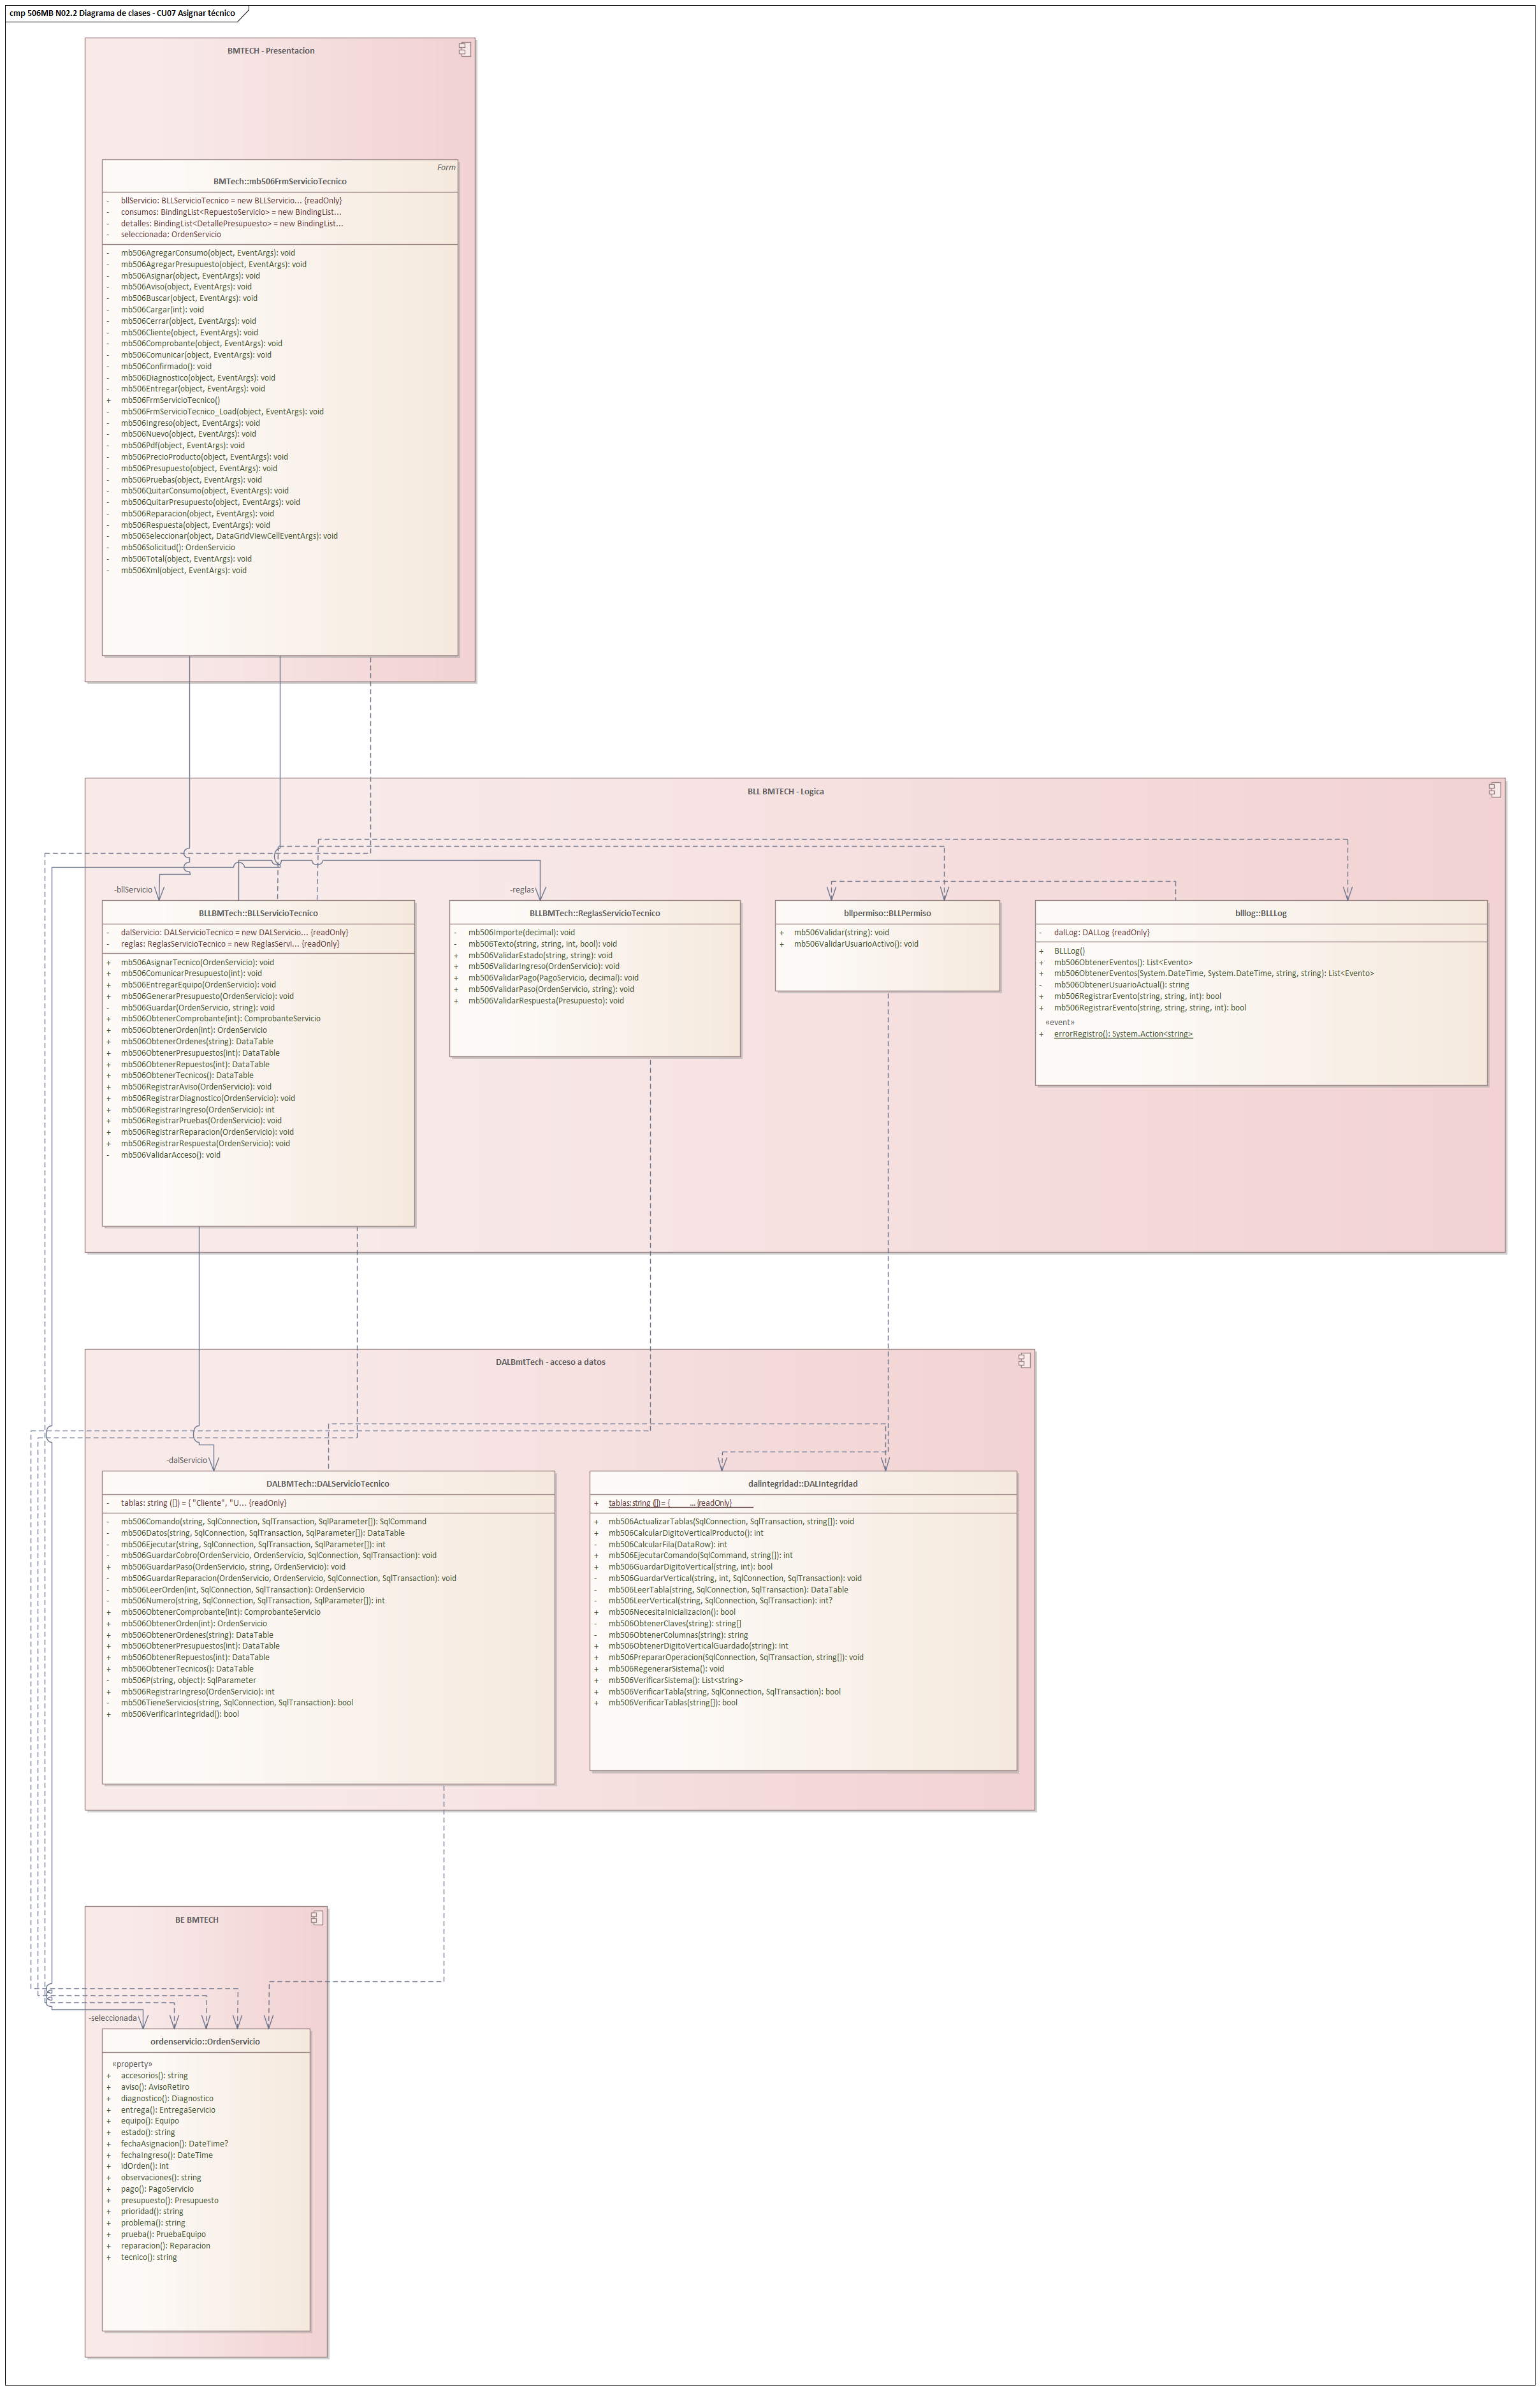 cmp 506MB N02.2 Diagrama de clases - CU07 Asignar técnico
BMTECH - Presentacion
Form
BMTech::mb506FrmServicioTecnico
- bllServicio: BLLServicioTecnico = new BLLServicio... {readOnly}
- consumos: BindingList<RepuestoServicio> = new BindingList...
- detalles: BindingList<DetallePresupuesto> = new BindingList...
- seleccionada: OrdenServicio
- mb506AgregarConsumo(object, EventArgs): void
- mb506AgregarPresupuesto(object, EventArgs): void
- mb506Asignar(object, EventArgs): void
- mb506Aviso(object, EventArgs): void
- mb506Buscar(object, EventArgs): void
- mb506Cargar(int): void
- mb506Cerrar(object, EventArgs): void
- mb506Cliente(object, EventArgs): void
- mb506Comprobante(object, EventArgs): void
- mb506Comunicar(object, EventArgs): void
- mb506Confirmado(): void
- mb506Diagnostico(object, EventArgs): void
- mb506Entregar(object, EventArgs): void
+ mb506FrmServicioTecnico()
- mb506FrmServicioTecnico_Load(object, EventArgs): void
- mb506Ingreso(object, EventArgs): void
- mb506Nuevo(object, EventArgs): void
- mb506Pdf(object, EventArgs): void
- mb506PrecioProducto(object, EventArgs): void
- mb506Presupuesto(object, EventArgs): void
- mb506Pruebas(object, EventArgs): void
- mb506QuitarConsumo(object, EventArgs): void
- mb506QuitarPresupuesto(object, EventArgs): void
- mb506Reparacion(object, EventArgs): void
- mb506Respuesta(object, EventArgs): void
- mb506Seleccionar(object, DataGridViewCellEventArgs): void
- mb506Solicitud(): OrdenServicio
- mb506Total(object, EventArgs): void
- mb506Xml(object, EventArgs): void
BLL BMTECH - Logica
-bllServicio
-reglas
BLLBMTech::BLLServicioTecnico
- dalServicio: DALServicioTecnico = new DALServicio... {readOnly}
- reglas: ReglasServicioTecnico = new ReglasServi... {readOnly}
+ mb506AsignarTecnico(OrdenServicio): void
+ mb506ComunicarPresupuesto(int): void
+ mb506EntregarEquipo(OrdenServicio): void
+ mb506GenerarPresupuesto(OrdenServicio): void
- mb506Guardar(OrdenServicio, string): void
+ mb506ObtenerComprobante(int): ComprobanteServicio
+ mb506ObtenerOrden(int): OrdenServicio
+ mb506ObtenerOrdenes(string): DataTable
+ mb506ObtenerPresupuestos(int): DataTable
+ mb506ObtenerRepuestos(int): DataTable
+ mb506ObtenerTecnicos(): DataTable
+ mb506RegistrarAviso(OrdenServicio): void
+ mb506RegistrarDiagnostico(OrdenServicio): void
+ mb506RegistrarIngreso(OrdenServicio): int
+ mb506RegistrarPruebas(OrdenServicio): void
+ mb506RegistrarReparacion(OrdenServicio): void
+ mb506RegistrarRespuesta(OrdenServicio): void
- mb506ValidarAcceso(): void
BLLBMTech::ReglasServicioTecnico
- mb506Importe(decimal): void
- mb506Texto(string, string, int, bool): void
+ mb506ValidarEstado(string, string): void
+ mb506ValidarIngreso(OrdenServicio): void
+ mb506ValidarPago(PagoServicio, decimal): void
+ mb506ValidarPaso(OrdenServicio, string): void
+ mb506ValidarRespuesta(Presupuesto): void
bllpermiso::BLLPermiso
+ mb506Validar(string): void
+ mb506ValidarUsuarioActivo(): void
blllog::BLLLog
- dalLog: DALLog {readOnly}
+ BLLLog()
+ mb506ObtenerEventos(): List<Evento>
+ mb506ObtenerEventos(System.DateTime, System.DateTime, string, string): List<Evento>
- mb506ObtenerUsuarioActual(): string
+ mb506RegistrarEvento(string, string, int): bool
+ mb506RegistrarEvento(string, string, string, int): bool
«event»
+ errorRegistro(): System.Action<string>
DALBmtTech - acceso a datos
-dalServicio
DALBMTech::DALServicioTecnico
- tablas: string ([]) = { "Cliente", "U... {readOnly}
- mb506Comando(string, SqlConnection, SqlTransaction, SqlParameter[]): SqlCommand
- mb506Datos(string, SqlConnection, SqlTransaction, SqlParameter[]): DataTable
- mb506Ejecutar(string, SqlConnection, SqlTransaction, SqlParameter[]): int
- mb506GuardarCobro(OrdenServicio, OrdenServicio, SqlConnection, SqlTransaction): void
+ mb506GuardarPaso(OrdenServicio, string, OrdenServicio): void
- mb506GuardarReparacion(OrdenServicio, OrdenServicio, SqlConnection, SqlTransaction): void
- mb506LeerOrden(int, SqlConnection, SqlTransaction): OrdenServicio
- mb506Numero(string, SqlConnection, SqlTransaction, SqlParameter[]): int
+ mb506ObtenerComprobante(int): ComprobanteServicio
+ mb506ObtenerOrden(int): OrdenServicio
+ mb506ObtenerOrdenes(string): DataTable
+ mb506ObtenerPresupuestos(int): DataTable
+ mb506ObtenerRepuestos(int): DataTable
+ mb506ObtenerTecnicos(): DataTable
- mb506P(string, object): SqlParameter
+ mb506RegistrarIngreso(OrdenServicio): int
- mb506TieneServicios(string, SqlConnection, SqlTransaction): bool
+ mb506VerificarIntegridad(): bool
dalintegridad::DALIntegridad
+ tablas: string ([]) = { ... {readOnly}
+ mb506ActualizarTablas(SqlConnection, SqlTransaction, string[]): void
+ mb506CalcularDigitoVerticalProducto(): int
- mb506CalcularFila(DataRow): int
+ mb506EjecutarComando(SqlCommand, string[]): int
+ mb506GuardarDigitoVertical(string, int): bool
- mb506GuardarVertical(string, int, SqlConnection, SqlTransaction): void
- mb506LeerTabla(string, SqlConnection, SqlTransaction): DataTable
- mb506LeerVertical(string, SqlConnection, SqlTransaction): int?
+ mb506NecesitaInicializacion(): bool
- mb506ObtenerClaves(string): string[]
- mb506ObtenerColumnas(string): string
+ mb506ObtenerDigitoVerticalGuardado(string): int
+ mb506PrepararOperacion(SqlConnection, SqlTransaction, string[]): void
+ mb506RegenerarSistema(): void
+ mb506VerificarSistema(): List<string>
+ mb506VerificarTabla(string, SqlConnection, SqlTransaction): bool
+ mb506VerificarTablas(string[]): bool
BE BMTECH
-seleccionada
ordenservicio::OrdenServicio
«property»
+ accesorios(): string
+ aviso(): AvisoRetiro
+ diagnostico(): Diagnostico
+ entrega(): EntregaServicio
+ equipo(): Equipo
+ estado(): string
+ fechaAsignacion(): DateTime?
+ fechaIngreso(): DateTime
+ idOrden(): int
+ observaciones(): string
+ pago(): PagoServicio
+ presupuesto(): Presupuesto
+ prioridad(): string
+ problema(): string
+ prueba(): PruebaEquipo
+ reparacion(): Reparacion
+ tecnico(): string